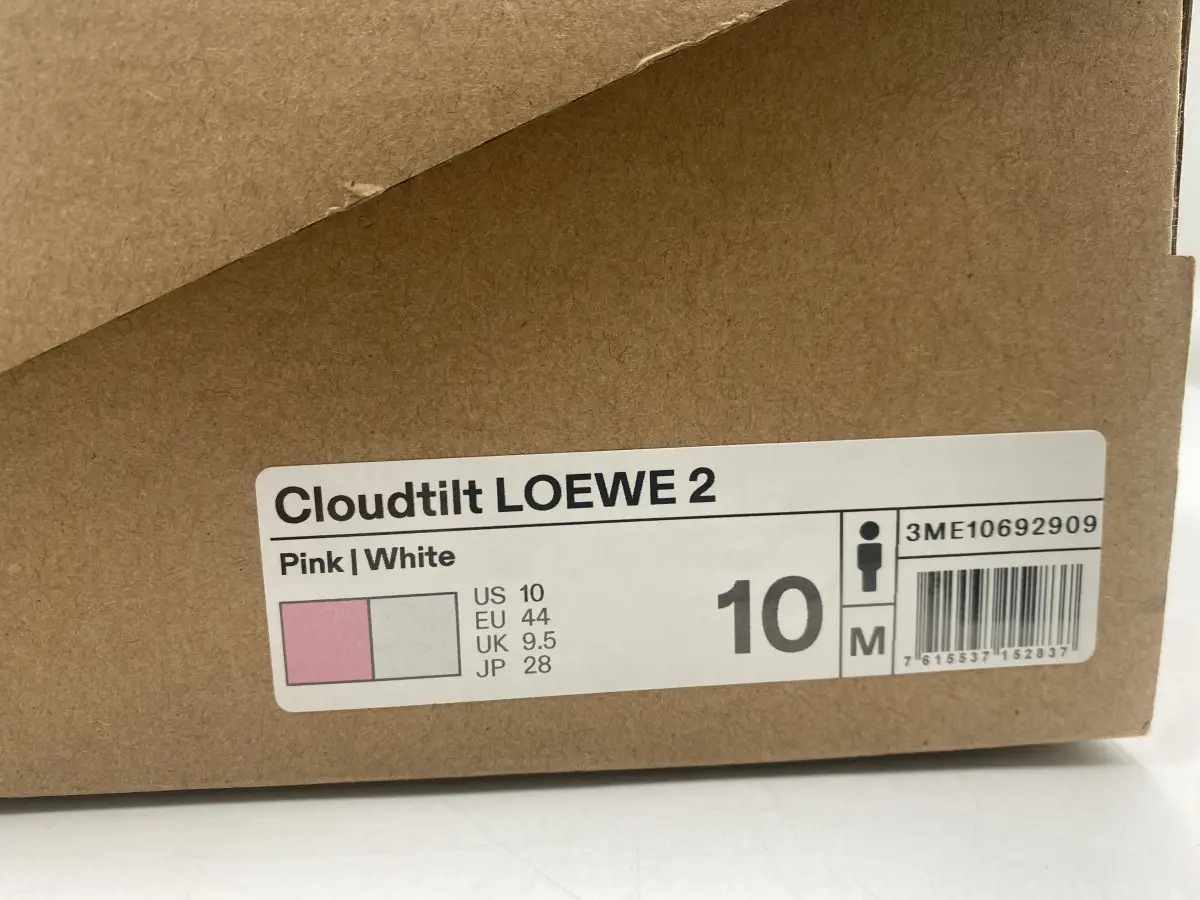 Cloudtilt LOEWE 2
Pink | White
US 10
EU 44
UK 9.5
JP 28
10
M
3ME10692909
7 615537 152837